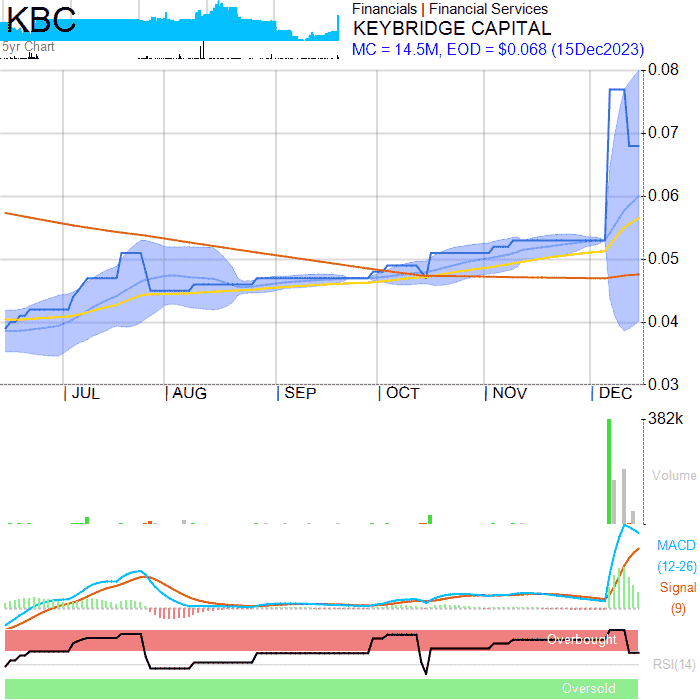 KBC
5yr Chart
Financials | Financial Services
KEYBRIDGE CAPITAL
MC = 14.5M, EOD = $0.068 (15Dec2023)
0.08
0.07
0.06
0.05
0.04
0.03
JUL AUG SEP OCT NOV DEC
382k
Volume
MACD
(12-26)
Signal
(9)
Overbought
RSI(14)
Oversold